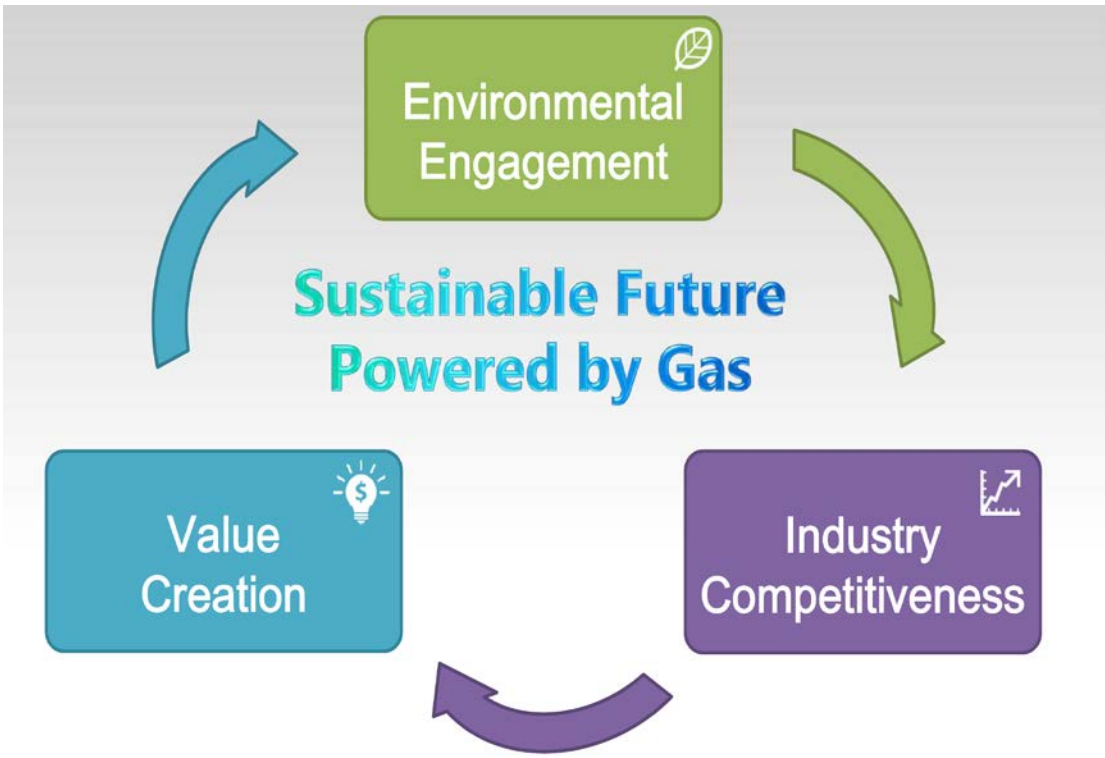 Environmental
Engagement
Sustainable Future
Powered by Gas
$
Value
Creation
Industry
Competitiveness